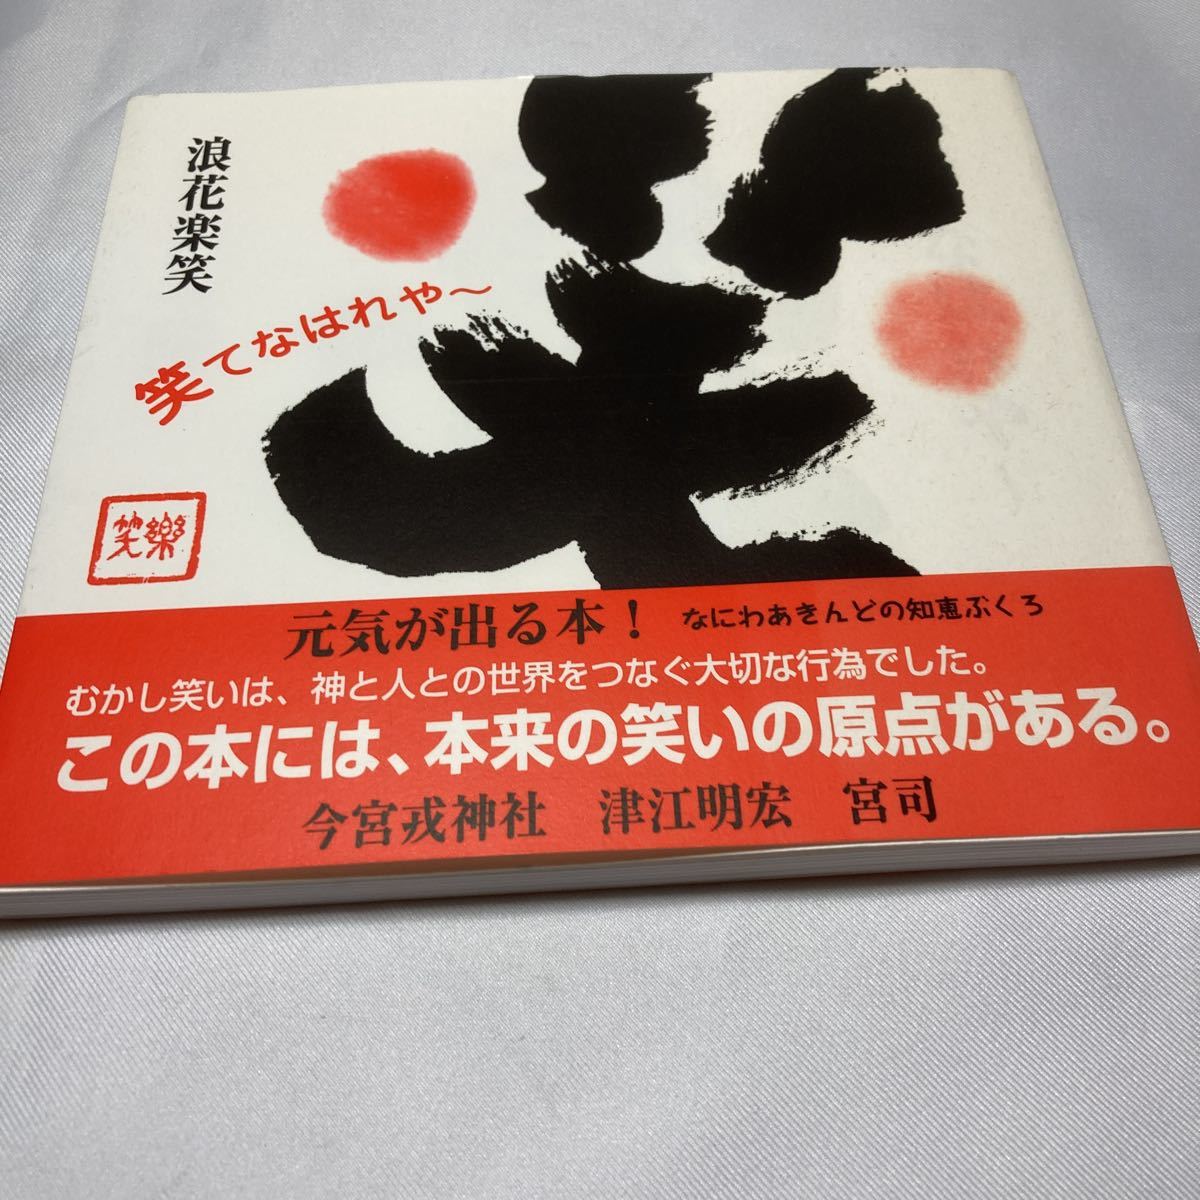 笑
浪花楽笑
笑てなはれや〜
笑樂
元気が出る本！ なにわあきんどの知恵ぶくろ
むかし笑いは、神と人との世界をつなぐ大切な行為でした。
この本には、本来の笑いの原点がある。
今宮戎神社 津江明宏 宮司